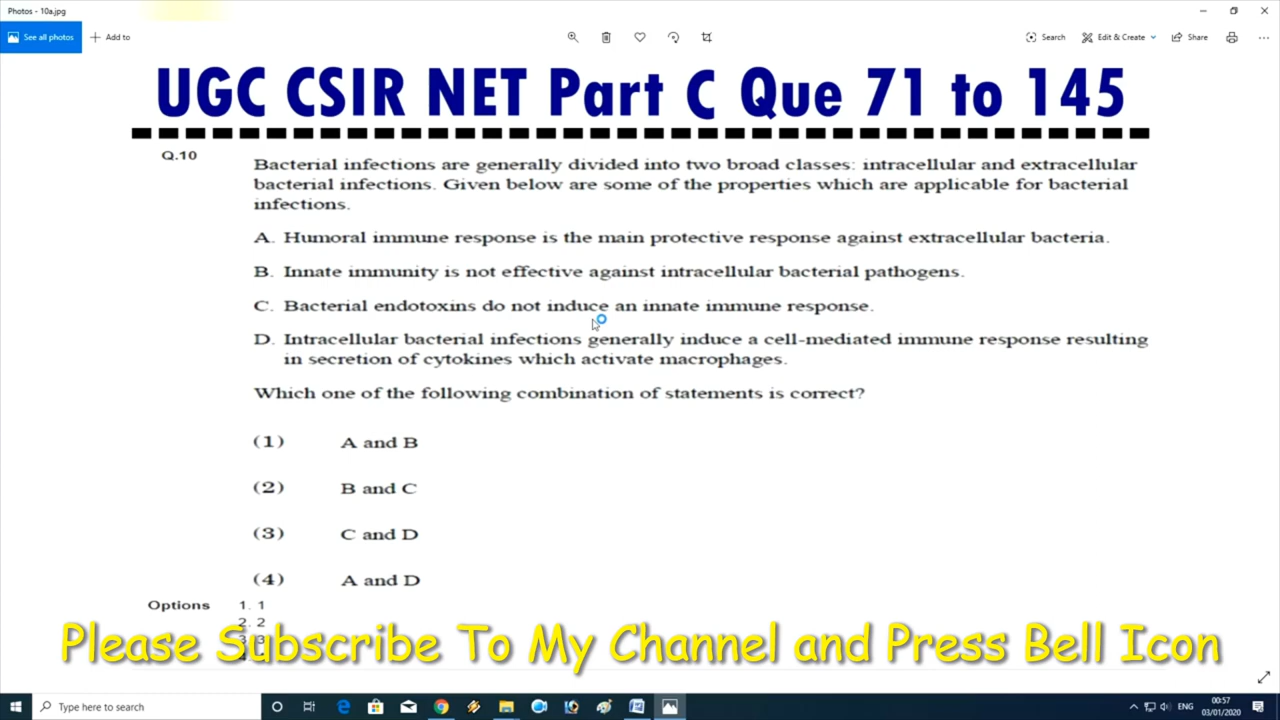 Photos - 10a.jpg
See all photos
Add to
Search
Edit & Create
Share
UGC CSIR NET Part C Que 71 to 145
Q.10
Bacterial infections are generally divided into two broad classes: intracellular and extracellular
bacterial infections. Given below are some of the properties which are applicable for bacterial
infections.
A. Humoral immune response is the main protective response against extracellular bacteria.
B. Innate immunity is not effective against intracellular bacterial pathogens.
C. Bacterial endotoxins do not induce an innate immune response.
D. Intracellular bacterial infections generally induce a cell-mediated immune response resulting
in secretion of cytokines which activate macrophages.
Which one of the following combination of statements is correct?
(1) A and B
(2) B and C
(3) C and D
(4) A and D
Options 1. 1
2. 2
Please Subscribe To My Channel and Press Bell Icon
Type here to search
ENG
00:57
03/01/2020